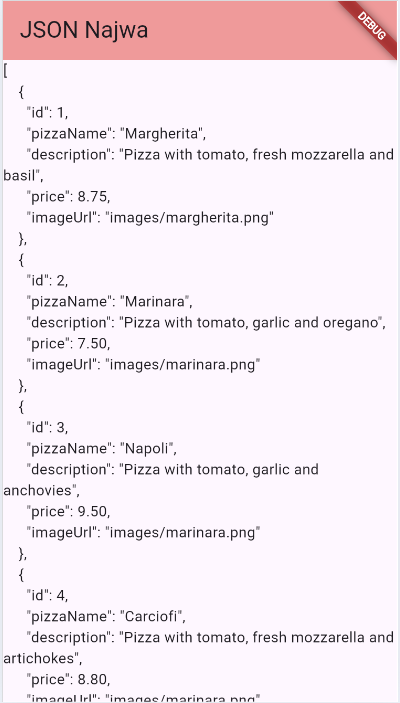 JSON Najwa
DEBUG
[
{
"id": 1,
"pizzaName": "Margherita",
"description": "Pizza with tomato, fresh mozzarella and
basil",
"price": 8.75,
"imageUrl": "images/margherita.png"
},
{
"id": 2,
"pizzaName": "Marinara",
"description": "Pizza with tomato, garlic and oregano",
"price": 7.50,
"imageUrl": "images/marinara.png"
},
{
"id": 3,
"pizzaName": "Napoli",
"description": "Pizza with tomato, garlic and
anchovies",
"price": 9.50,
"imageUrl": "images/marinara.png"
},
{
"id": 4,
"pizzaName": "Carciofi",
"description": "Pizza with tomato, fresh mozzarella and
artichokes",
"price": 8.80,
"imageUrl": "images/marinara.png"